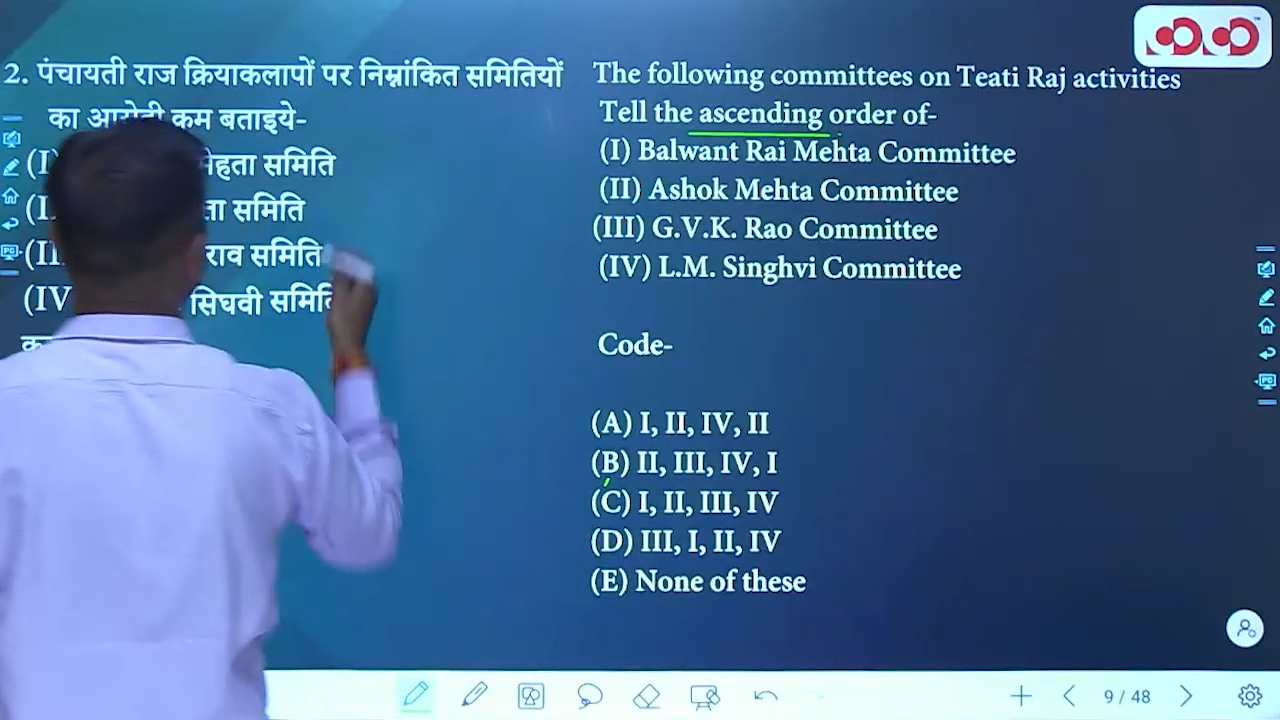 2. पंचायती राज क्रियाकलापों पर निम्नांकित समितियों
का आरोही क्रम बताइये-
(I) मेहता समिति
समिति
राव समिति
(IV सिघवी समिति
The following committees on Teati Raj activities
Tell the ascending order of-
(I) Balwant Rai Mehta Committee
(II) Ashok Mehta Committee
(III) G.V.K. Rao Committee
(IV) L.M. Singhvi Committee
Code-
(A) I, II, IV, II
(B) II, III, IV, I
(C) I, II, III, IV
(D) III, I, II, IV
(E) None of these
9 / 48